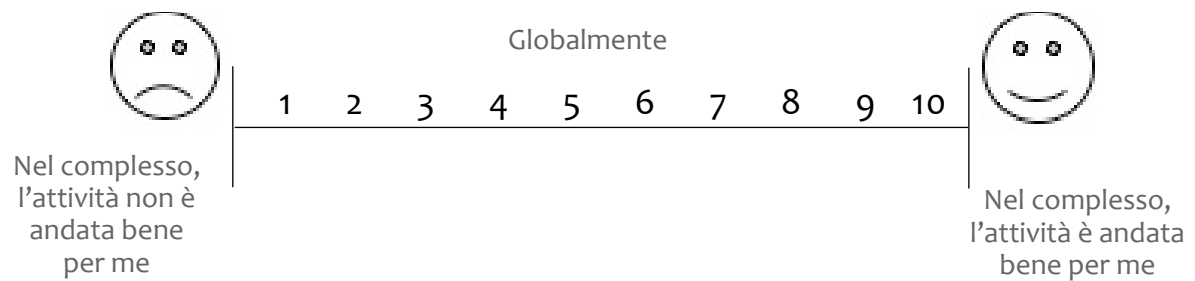 Globalmente
1 2 3 4 5 6 7 8 9 10
Nel complesso,
l'attività non è
andata bene
per me
Nel complesso,
l'attività è andata
bene per me